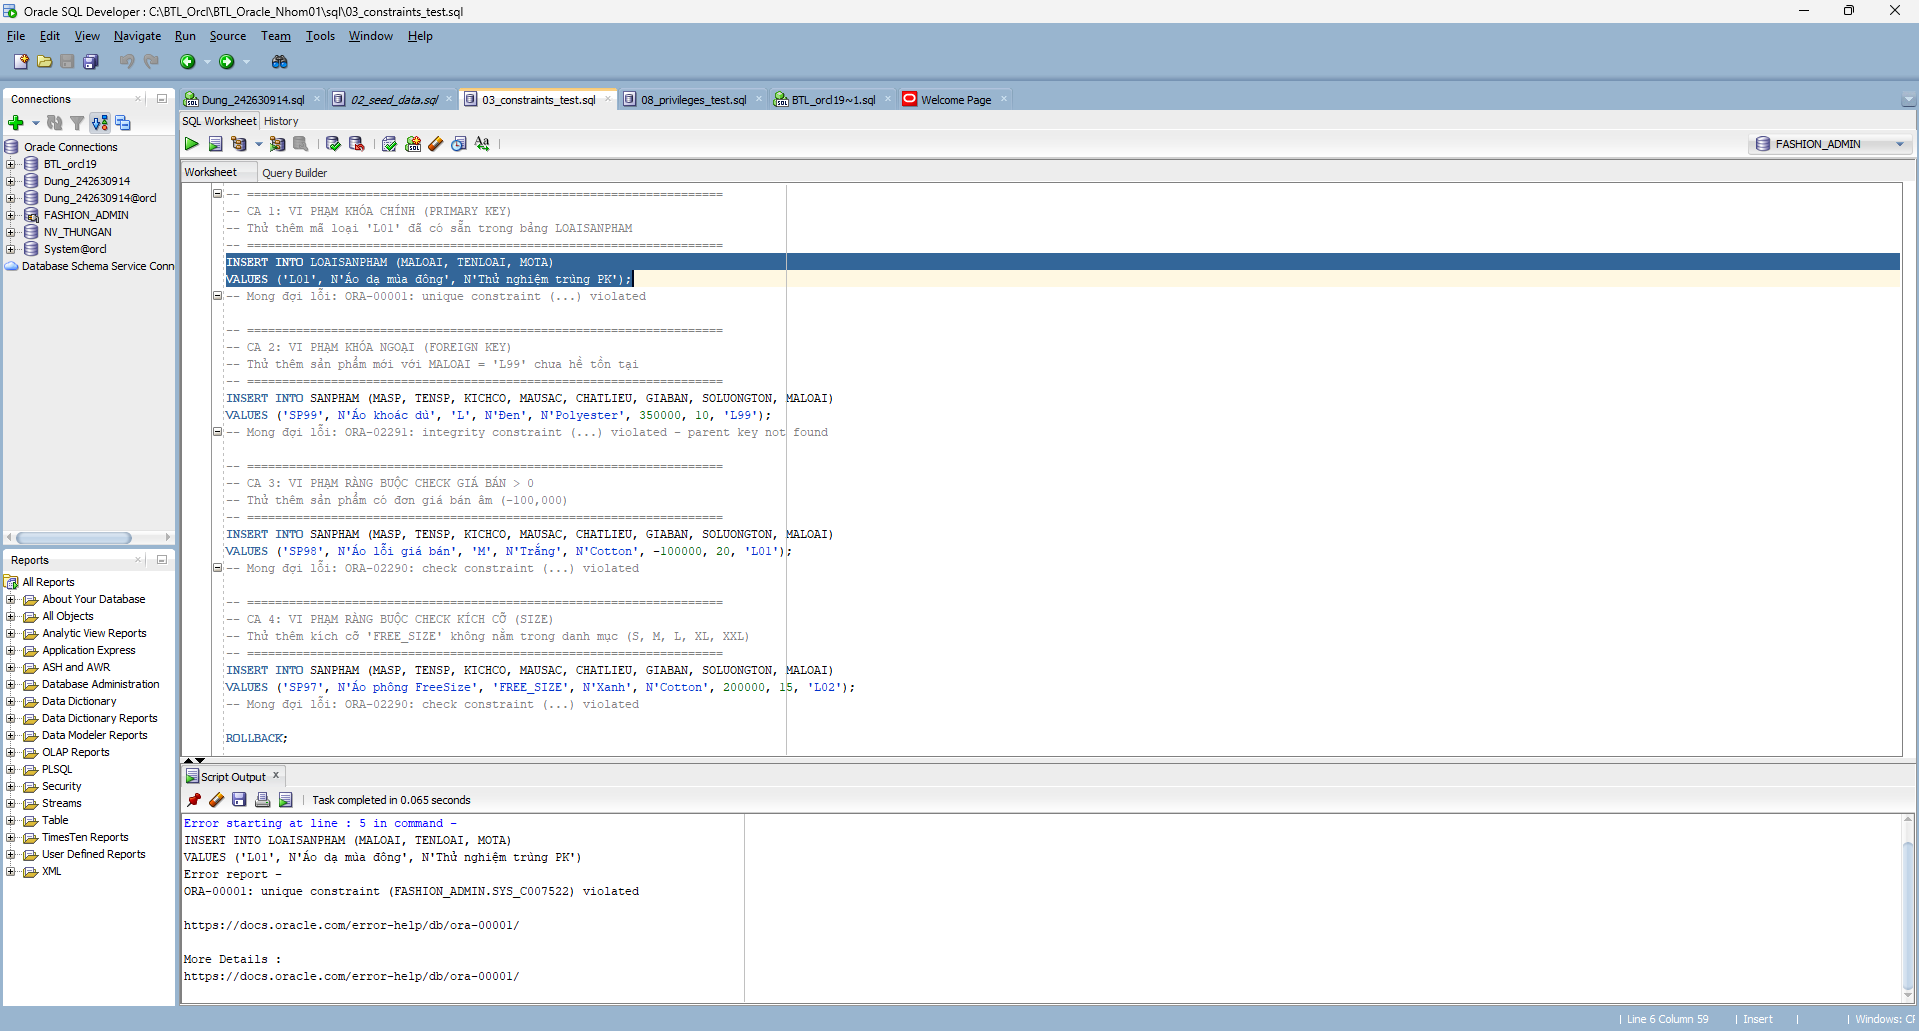 Oracle SQL Developer : C:\BTL_Orcl\BTL_Oracle_Nhom01\sql\03_constraints_test.sql
File Edit View Navigate Run Source Team Tools Window Help
Connections
Oracle Connections
BTL_orcl19
Dung_242630914
Dung_242630914@orcl
FASHION_ADMIN
NV_THUNGAN
System@orcl
Database Schema Service Conn
Reports
All Reports
About Your Database
All Objects
Analytic View Reports
Application Express
ASH and AWR
Database Administration
Data Dictionary
Data Dictionary Reports
Data Modeler Reports
OLAP Reports
PLSQL
Security
Streams
Table
TimesTen Reports
User Defined Reports
XML
Dung_242630914.sql 02_seed_data.sql 03_constraints_test.sql 08_privileges_test.sql BTL_orcl19~1.sql Welcome Page
SQL Worksheet History
FASHION_ADMIN
Worksheet Query Builder
-- ====================================================================
-- CA 1: VI PHẠM KHÓA CHÍNH (PRIMARY KEY)
-- Thử thêm mã loại 'L01' đã có sẵn trong bảng LOAISANPHAM
-- ====================================================================
INSERT INTO LOAISANPHAM (MALOAI, TENLOAI, MOTA)
VALUES ('L01', N'Áo dạ mùa đông', N'Thử nghiệm trùng PK');
-- Mong đợi lỗi: ORA-00001: unique constraint (...) violated
-- ====================================================================
-- CA 2: VI PHẠM KHÓA NGOẠI (FOREIGN KEY)
-- Thử thêm sản phẩm mới với MALOAI = 'L99' chưa hề tồn tại
-- ====================================================================
INSERT INTO SANPHAM (MASP, TENSP, KICHCO, MAUSAC, CHATLIEU, GIABAN, SOLUONGTON, MALOAI)
VALUES ('SP99', N'Áo khoác dù', 'L', N'Đen', N'Polyester', 350000, 10, 'L99');
-- Mong đợi lỗi: ORA-02291: integrity constraint (...) violated - parent key not found
-- ====================================================================
-- CA 3: VI PHẠM RÀNG BUỘC CHECK GIÁ BÁN > 0
-- Thử thêm sản phẩm có đơn giá bán âm (-100,000)
-- ====================================================================
INSERT INTO SANPHAM (MASP, TENSP, KICHCO, MAUSAC, CHATLIEU, GIABAN, SOLUONGTON, MALOAI)
VALUES ('SP98', N'Áo lỗi giá bán', 'M', N'Trắng', N'Cotton', -100000, 20, 'L01');
-- Mong đợi lỗi: ORA-02290: check constraint (...) violated
-- ====================================================================
-- CA 4: VI PHẠM RÀNG BUỘC CHECK KÍCH CỠ (SIZE)
-- Thử thêm kích cỡ 'FREE_SIZE' không nằm trong danh mục (S, M, L, XL, XXL)
-- ====================================================================
INSERT INTO SANPHAM (MASP, TENSP, KICHCO, MAUSAC, CHATLIEU, GIABAN, SOLUONGTON, MALOAI)
VALUES ('SP97', N'Áo phông FreeSize', 'FREE_SIZE', N'Xanh', N'Cotton', 200000, 15, 'L02');
-- Mong đợi lỗi: ORA-02290: check constraint (...) violated
ROLLBACK;
Script Output
Task completed in 0.065 seconds
Error starting at line : 5 in command -
INSERT INTO LOAISANPHAM (MALOAI, TENLOAI, MOTA)
VALUES ('L01', N'Áo dạ mùa đông', N'Thử nghiệm trùng PK')
Error report -
ORA-00001: unique constraint (FASHION_ADMIN.SYS_C007522) violated
https://docs.oracle.com/error-help/db/ora-00001/
More Details :
https://docs.oracle.com/error-help/db/ora-00001/
Line 6 Column 59 Insert Windows: CR